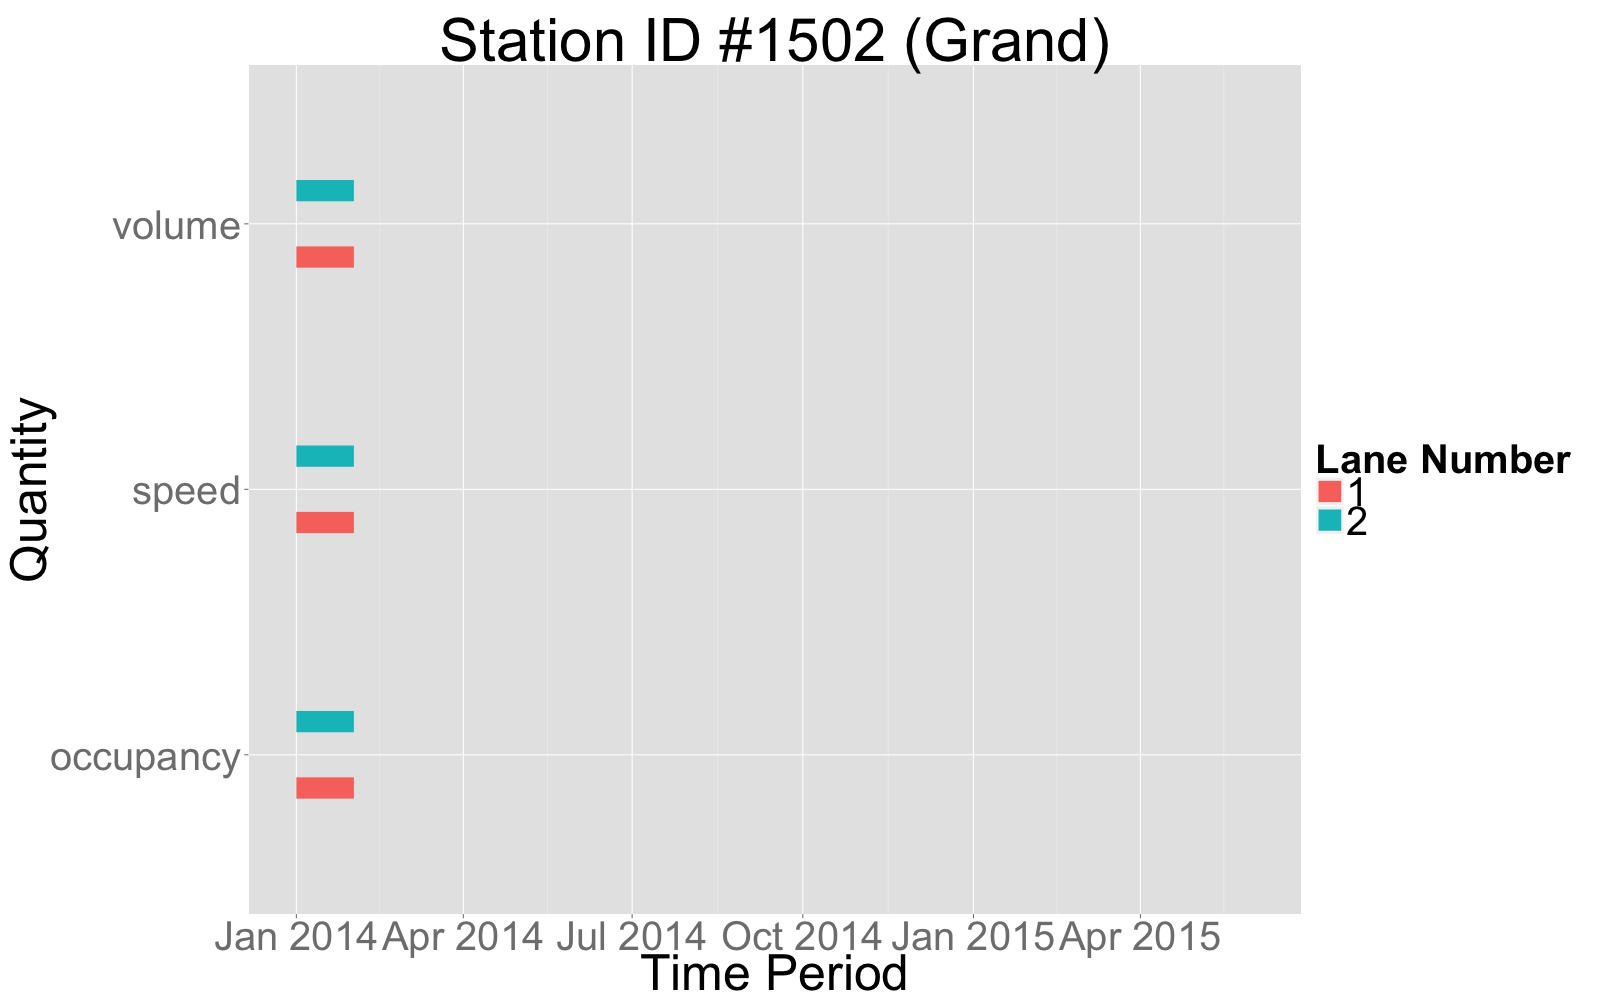 Station ID #1502 (Grand)
Quantity
volume
speed
occupancy
Jan 2014 Apr 2014 Jul 2014 Oct 2014 Jan 2015 Apr 2015
Time Period
Lane Number
1
2